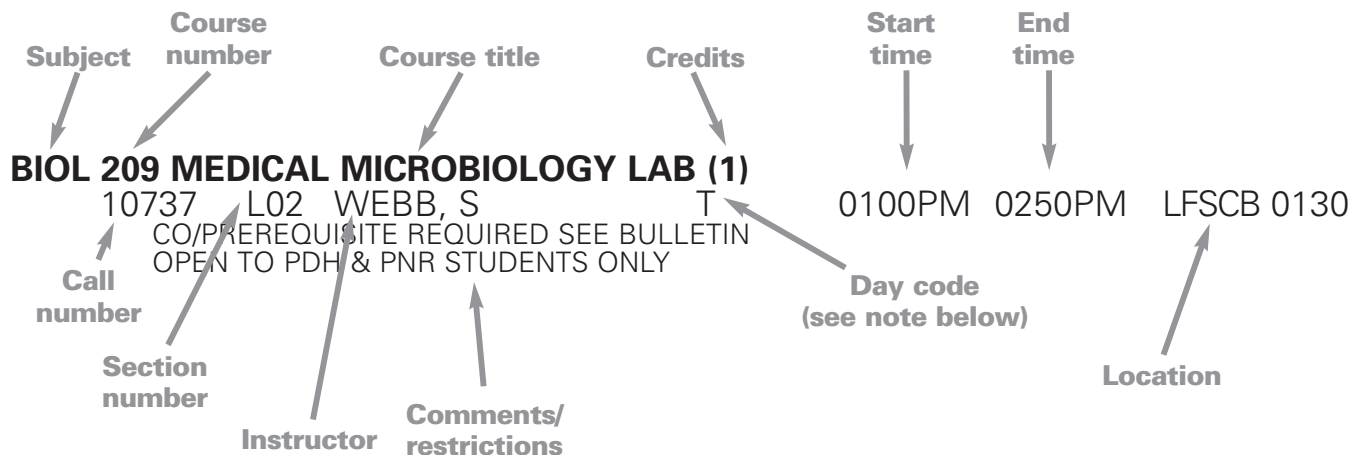 Subject
Course
number
Course title
Credits
Start
time
End
time
BIOL 209 MEDICAL MICROBIOLOGY LAB (1)
10737 L02 WEBB, S T 0100PM 0250PM LFSCB 0130
CO/PREREQUISITE REQUIRED SEE BULLETIN
OPEN TO PDH & PNR STUDENTS ONLY
Call
number
Day code
(see note below)
Section
number
Location
Instructor
Comments/
restrictions